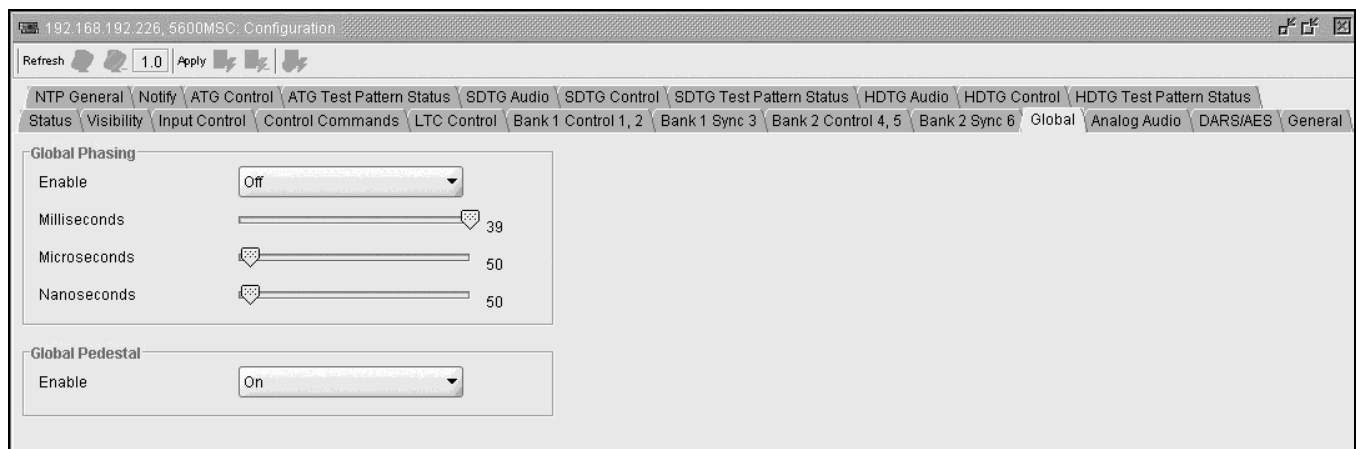 192.168.192.226, 5600MSC: Configuration
Refresh 1.0 Apply
NTP General Notify ATG Control ATG Test Pattern Status SDTG Audio SDTG Control SDTG Test Pattern Status HDTG Audio HDTG Control HDTG Test Pattern Status
Status Visibility Input Control Control Commands LTC Control Bank 1 Control 1, 2 Bank 1 Sync 3 Bank 2 Control 4, 5 Bank 2 Sync 6 Global Analog Audio DARS/AES General
Global Phasing
Enable Off
Milliseconds 39
Microseconds 50
Nanoseconds 50
Global Pedestal
Enable On